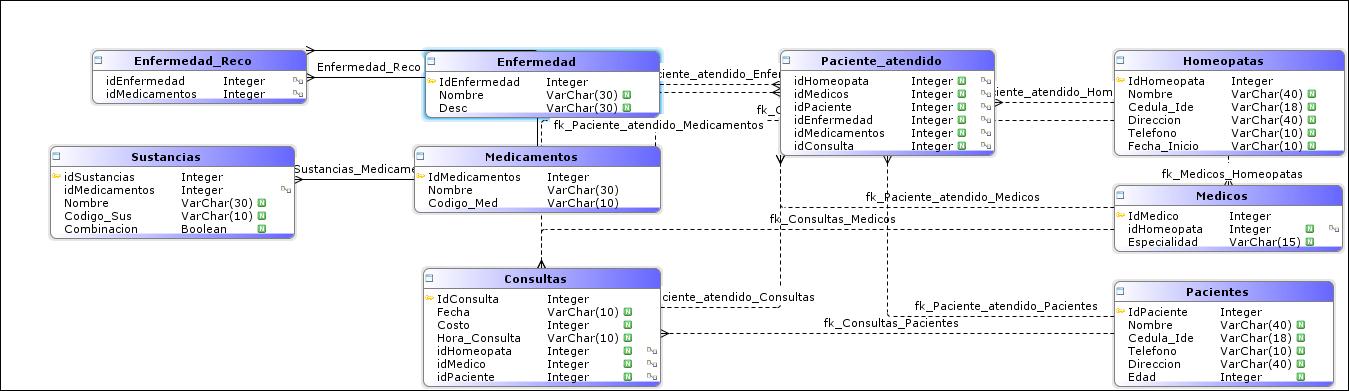 Enfermedad_Reco
idEnfermedad Integer
idMedicamentos Integer
Enfermedad_Reco
Enfermedad
IdEnfermedad Integer
Nombre VarChar(30) N
Desc VarChar(30) N
ciente_atendido_Enfer
fk_C
fk_Paciente_atendido_Medicamentos
Paciente_atendido
idHomeopata Integer N
idMedicos Integer N
idPaciente Integer N
idEnfermedad Integer N
idMedicamentos Integer N
idConsulta Integer N
ciente_atendido_Hom
Homeopatas
IdHomeopata Integer
Nombre VarChar(40) N
Cedula_Ide VarChar(18) N
Direccion VarChar(40) N
Telefono VarChar(10) N
Fecha_Inicio VarChar(10) N
Sustancias
idSustancias Integer
idMedicamentos Integer
Nombre VarChar(30) N
Codigo_Sus VarChar(10) N
Combinacion Boolean N
Sustancias_Medicame
Medicamentos
IdMedicamentos Integer
Nombre VarChar(30)
Codigo_Med VarChar(10)
fk_Medicos_Homeopatas
fk_Paciente_atendido_Medicos
fk_Consultas_Medicos
Medicos
IdMedico Integer
idHomeopata Integer N
Especialidad VarChar(15) N
Consultas
IdConsulta Integer
Fecha VarChar(10) N
Costo Integer N
Hora_Consulta VarChar(10) N
idHomeopata Integer N
idMedico Integer N
idPaciente Integer N
ciente_atendido_Consultas
fk_Paciente_atendido_Pacientes
fk_Consultas_Pacientes
Pacientes
IdPaciente Integer
Nombre VarChar(40) N
Cedula_Ide VarChar(18) N
Telefono VarChar(10) N
Direccion VarChar(40) N
Edad Integer N